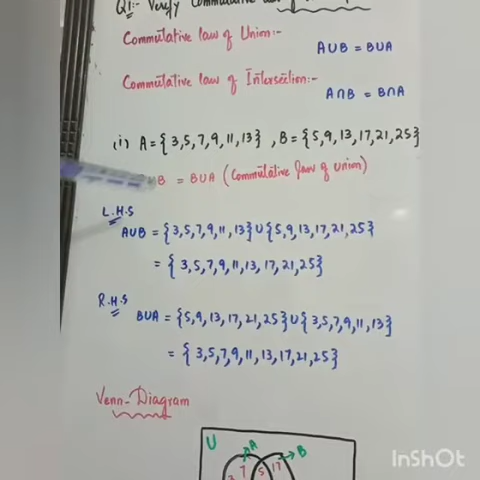 Q1:- Verify Commutative
Commutative law of Union:-
A∪B = B∪A
Commutative law of Intersection:-
A∩B = B∩A
(i) A={3,5,7,9,11,13} , B={5,9,13,17,21,25}
B = B∪A (Commutative law of union)
L.H.S
A∪B = {3,5,7,9,11,13}∪{5,9,13,17,21,25}
= {3,5,7,9,11,13,17,21,25}
R.H.S
B∪A = {5,9,13,17,21,25}∪{3,5,7,9,11,13}
= {3,5,7,9,11,13,17,21,25}
Venn-Diagram
U
A
B
3 7 5 17
InShOt